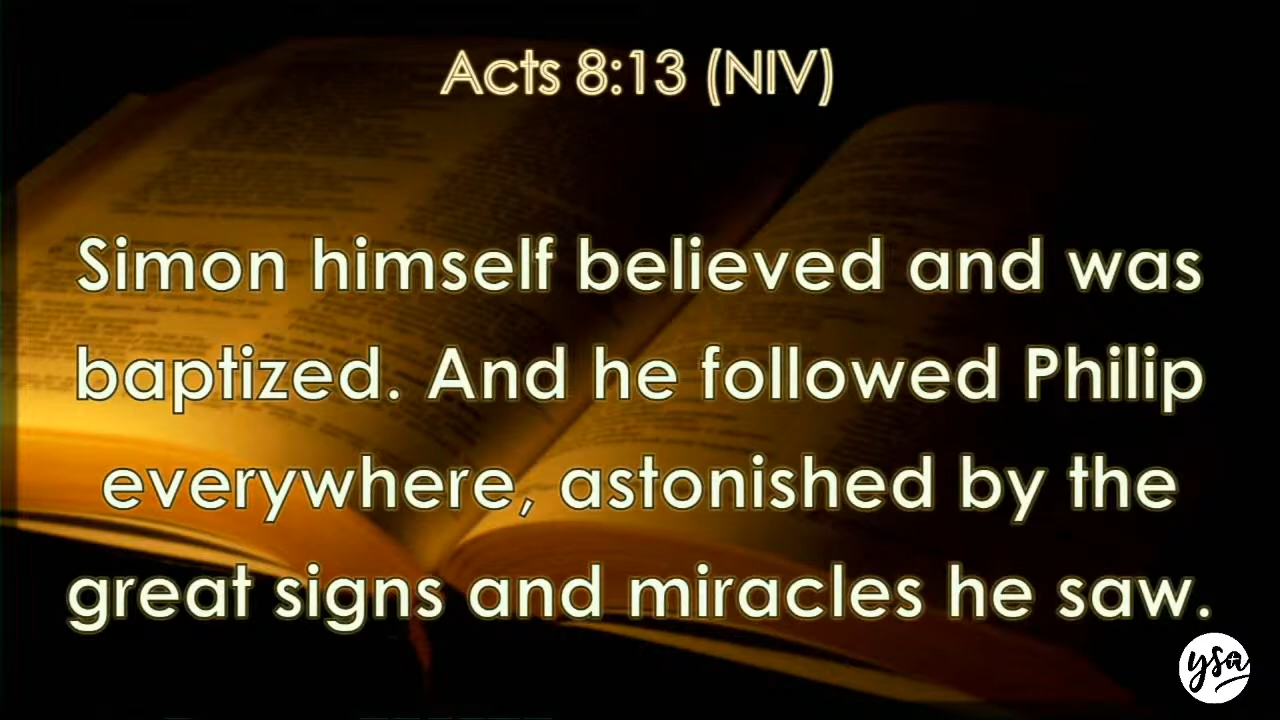 Acts 8:13 (NIV)
Simon himself believed and was
baptized. And he followed Philip
everywhere, astonished by the
great signs and miracles he saw.
ysa